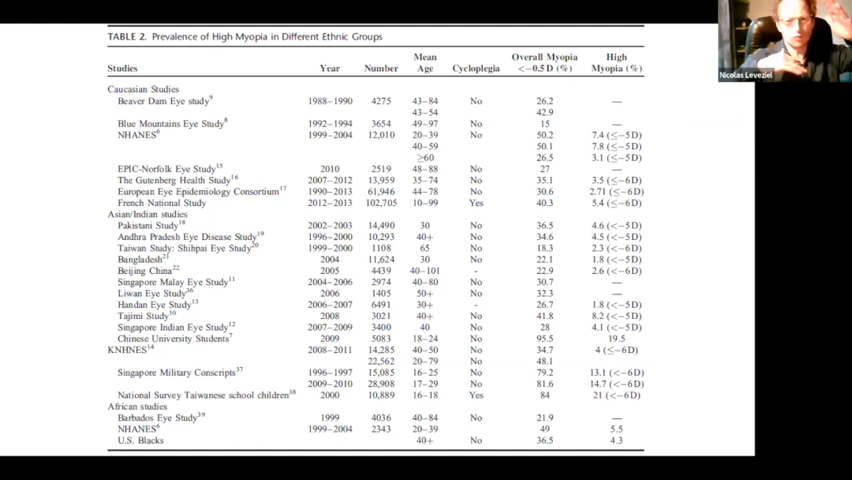 TABLE 2. Prevalence of High Myopia in Different Ethnic Groups
Studies Year Number Mean Age Cycloplegia Overall Myopia <−0.5 D (%) High Myopia (%)
Caucasian Studies
Beaver Dam Eye study9 1988–1990 4275 43–84 No 26.2 —
43–54 42.9
Blue Mountains Eye Study8 1992–1994 3654 49–97 No 15 —
NHANES6 1999–2004 12,010 20–39 No 50.2 7.4 (≤−5D)
40–59 50.1 7.8 (≤−5D)
≥60 26.5 3.1 (≤−5D)
EPIC-Norfolk Eye Study15 2010 2519 48–88 No 27 —
The Gutenberg Health Study16 2007–2012 13,959 35–74 No 35.1 3.5 (≤−6D)
European Eye Epidemiology Consortium17 1990–2013 61,946 44–78 No 30.6 2.71 (≤−6D)
French National Study 2012–2013 102,705 10–99 Yes 40.3 5.4 (≤−6D)
Asian/Indian studies
Pakistani Study18 2002–2003 14,490 30 No 36.5 4.6 (<−5D)
Andhra Pradesh Eye Disease Study19 1996–2000 10,293 40+ No 34.6 4.5 (<−5D)
Taiwan Study: Shihpai Eye Study20 1999–2000 1108 65 No 18.3 2.3 (<−6D)
Bangladesh21 2004 11,624 30 No 22.1 1.8 (<−5D)
Beijing China22 2005 4439 40–101 - 22.9 2.6 (<−6D)
Singapore Malay Eye Study11 2004–2006 2974 40–80 No 30.7 —
Liwan Eye Study36 2006 1405 50+ No 32.3 —
Handan Eye Study13 2006–2007 6491 30+ - 26.7 1.8 (<−5D)
Tajimi Study10 2008 3021 40+ No 41.8 8.2 (<−5D)
Singapore Indian Eye Study12 2007–2009 3400 40 No 28 4.1 (<−5D)
Chinese University Students7 2009 5083 18–24 No 95.5 19.5
KNHNES14 2008–2011 14,285 40–50 No 34.7 4 (≤−6D)
22,562 20–79 No 48.1
Singapore Military Conscripts37 1996–1997 15,085 16–25 No 79.2 13.1 (<−6D)
2009–2010 28,908 17–29 No 81.6 14.7 (<−6D)
National Survey Taiwanese school children38 2000 10,889 16–18 Yes 84 21 (<−6D)
African studies
Barbados Eye Study39 1999 4036 40–84 No 21.9 —
NHANES6 1999–2004 2343 20–39 49 5.5
U.S. Blacks 40+ No 36.5 4.3
Nicolas Leveziel